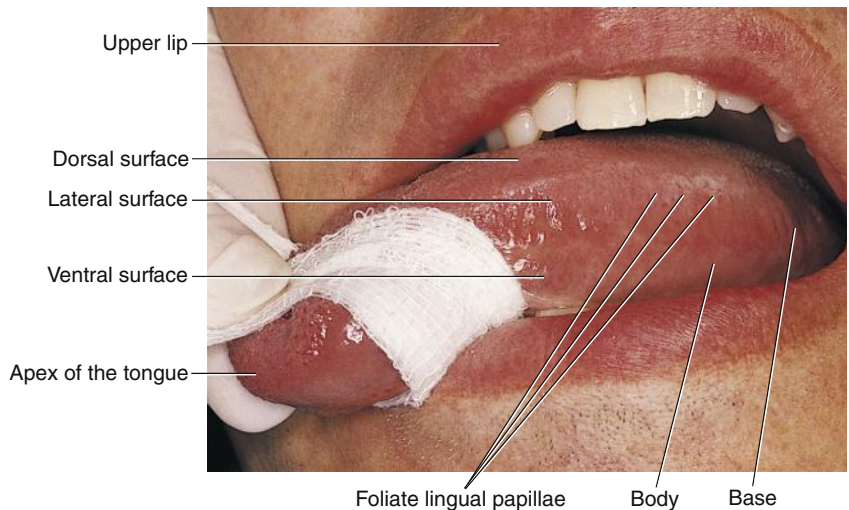 Upper lip
Dorsal surface
Lateral surface
Ventral surface
Apex of the tongue
Foliate lingual papillae
Body
Base